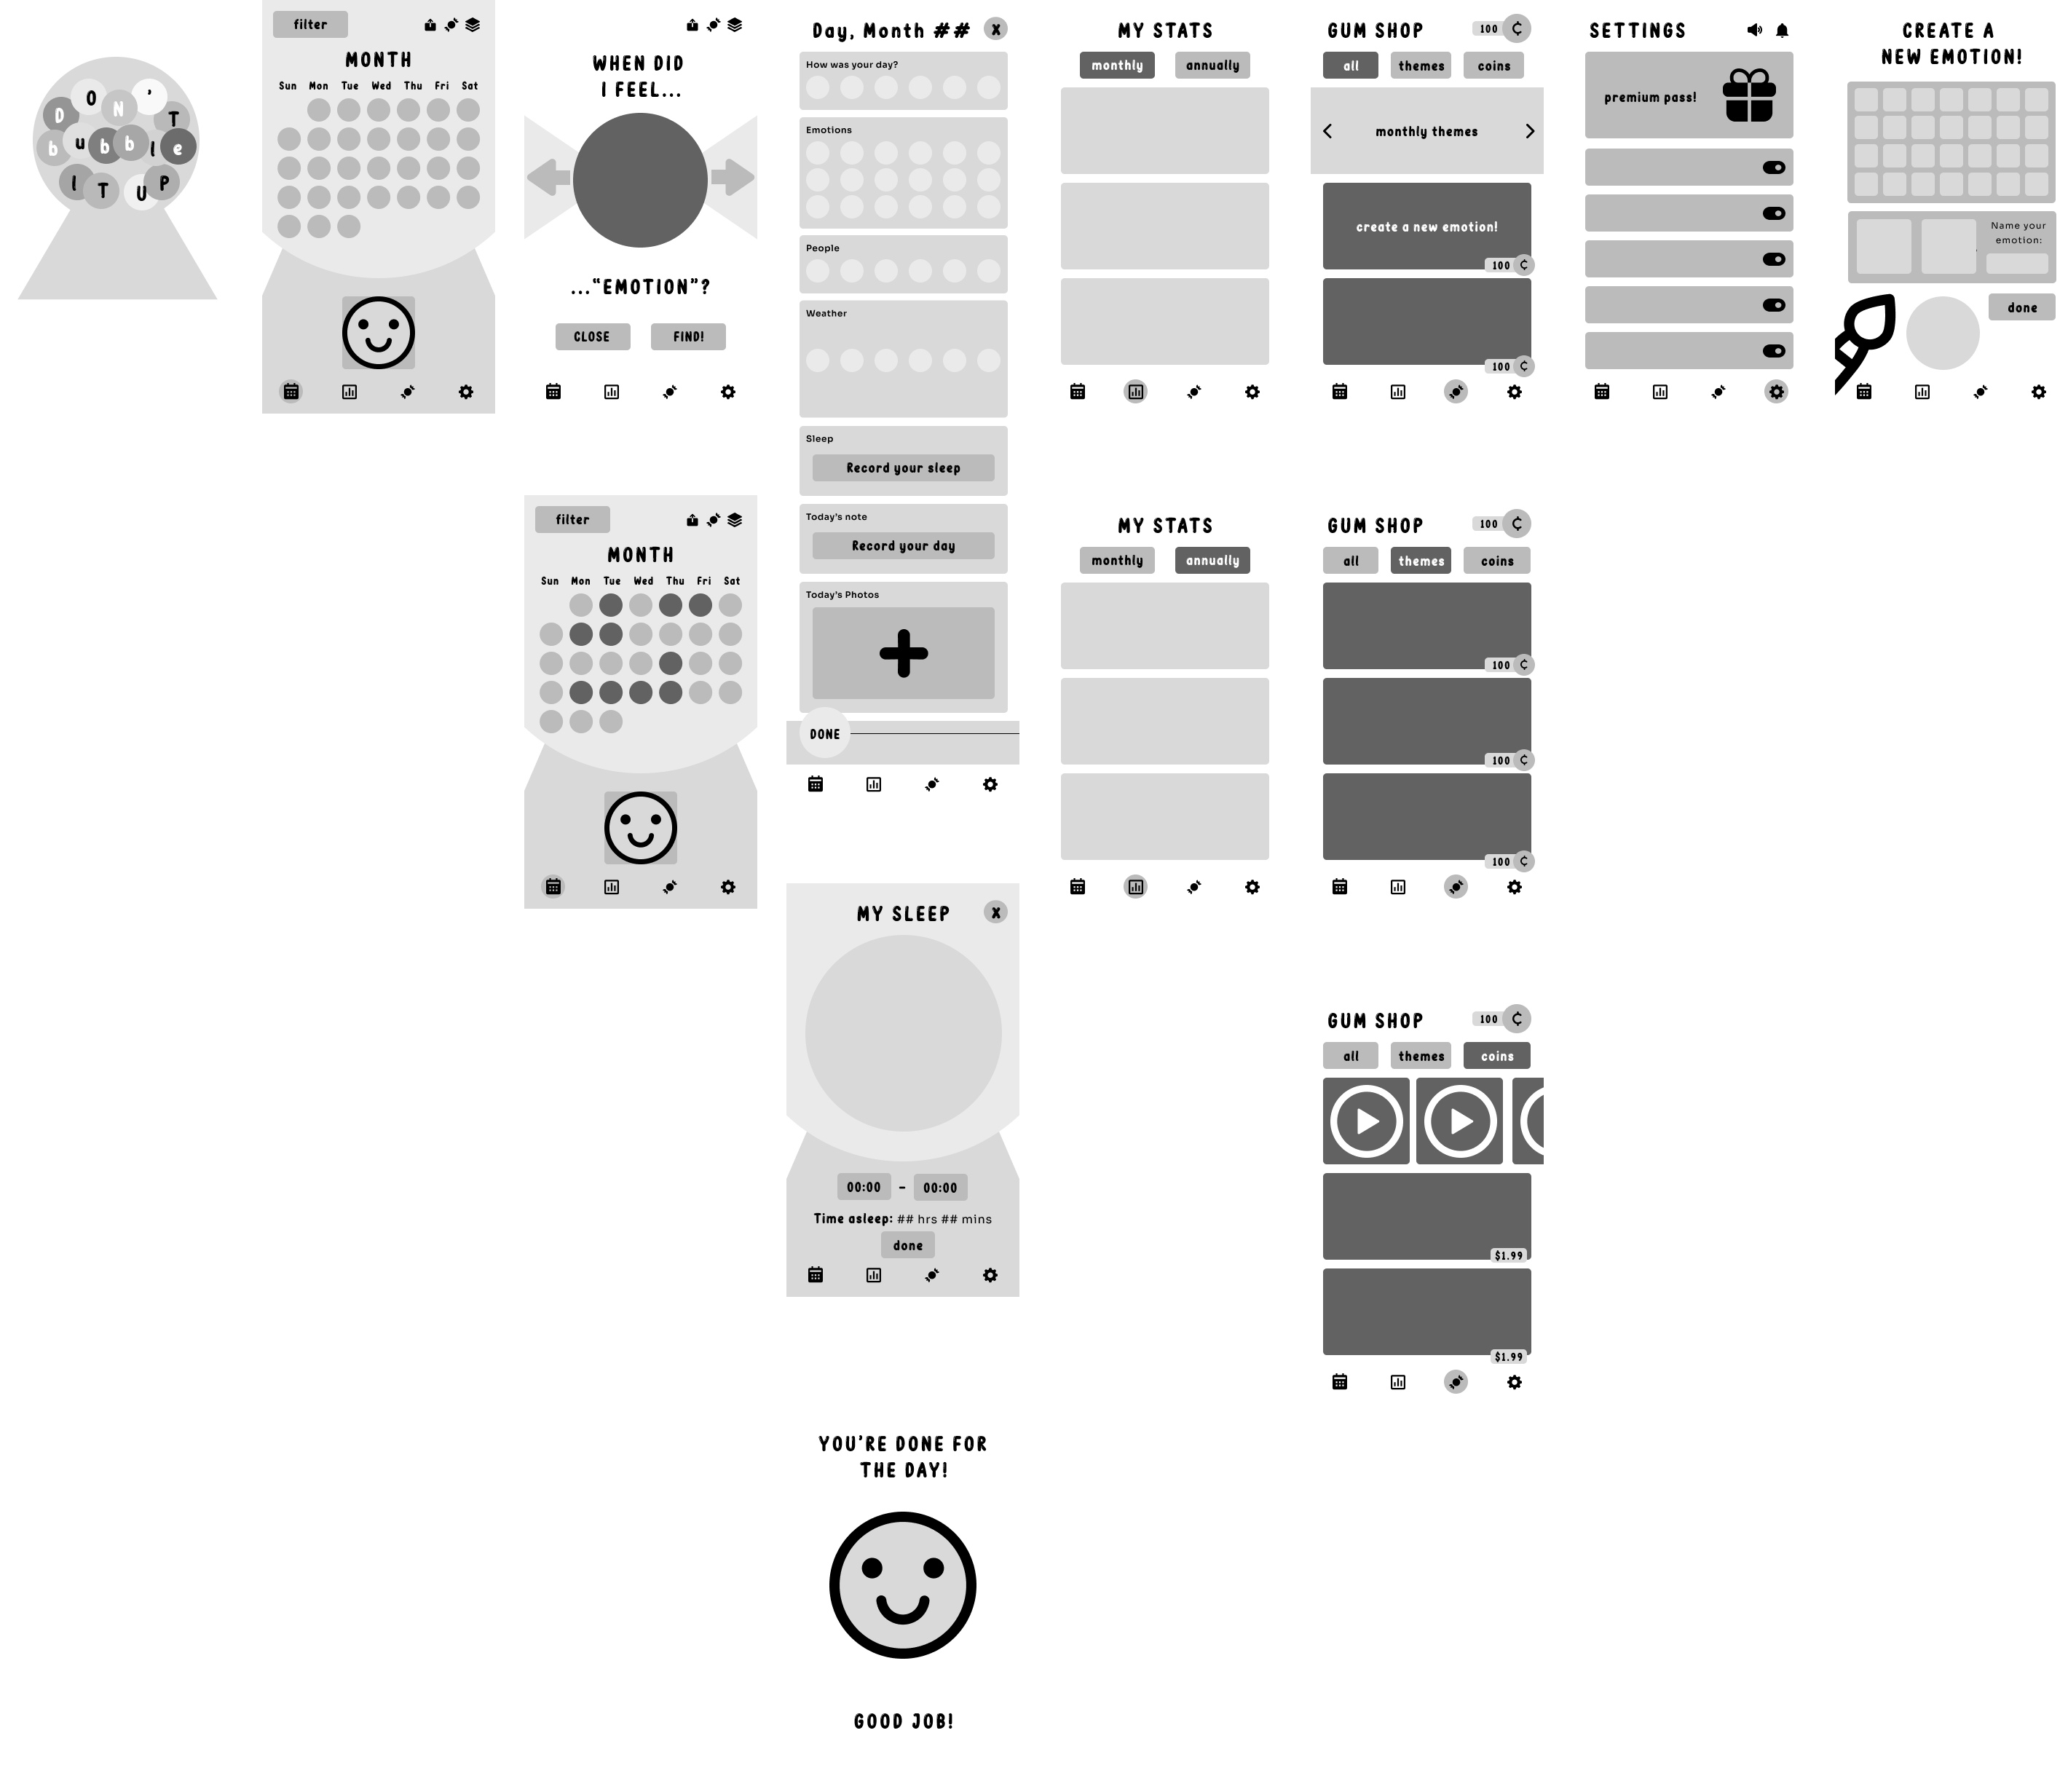 DON'T
bubble
IT UP
filter
MONTH
Sun Mon Tue Wed Thu Fri Sat
WHEN DID
I FEEL...
..."EMOTION"?
CLOSE FIND!
filter
MONTH
Sun Mon Tue Wed Thu Fri Sat
Day, Month ## X
How was your day?
Emotions
People
Weather
Sleep
Record your sleep
Today's note
Record your day
Today's Photos
DONE
MY SLEEP X
00:00 - 00:00
Time asleep: ## hrs ## mins
done
YOU'RE DONE FOR
THE DAY!
GOOD JOB!
MY STATS
monthly annually
MY STATS
monthly annually
GUM SHOP 100 ¢
all themes coins
monthly themes
create a new emotion!
100 ¢
100 ¢
GUM SHOP 100 ¢
all themes coins
100 ¢
100 ¢
100 ¢
GUM SHOP 100 ¢
all themes coins
$1.99
$1.99
SETTINGS
premium pass!
CREATE A
NEW EMOTION!
Name your
emotion:
done